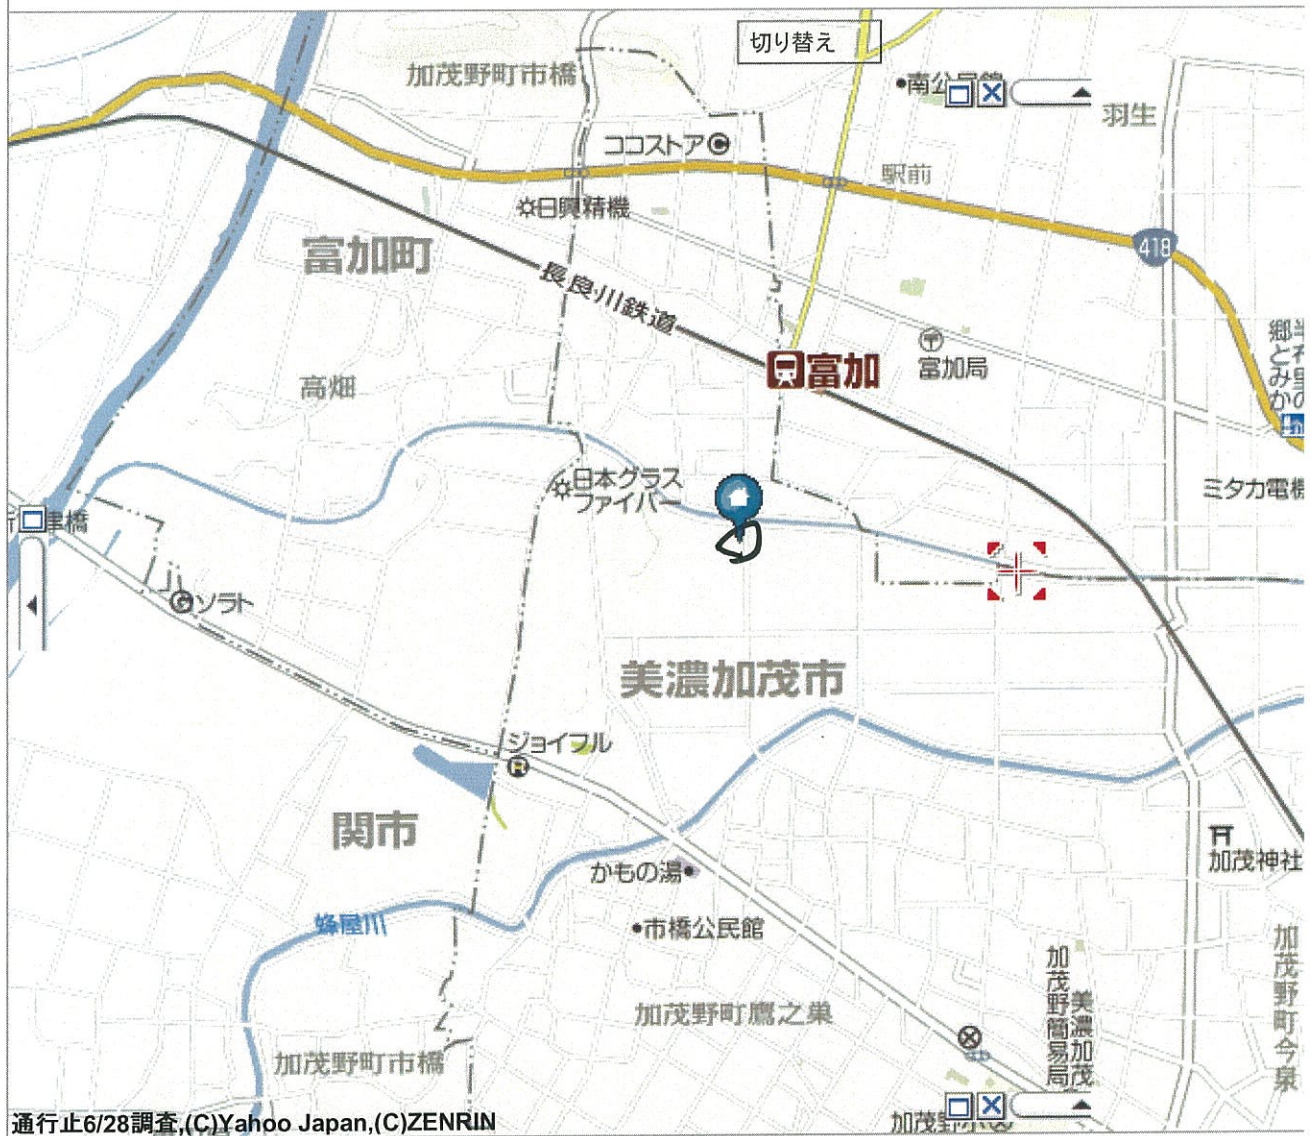 切り替え
加茂野町市橋
南公
羽生
ココストア
駅前
日興精機
418
富加町
長良川鉄道
富加
富加局
郷とみか
高畑
日本グラス
ファイバー
ミタカ電機
津橋
ソラト
美濃加茂市
ジョイフル
関市
加茂神社
かもの湯
蜂屋川
市橋公民館
加茂野町今泉
加茂野簡易局
美濃加茂
加茂野町鷹之巣
加茂野町市橋
通行止6/28調査,(C)Yahoo Japan,(C)ZENRIN